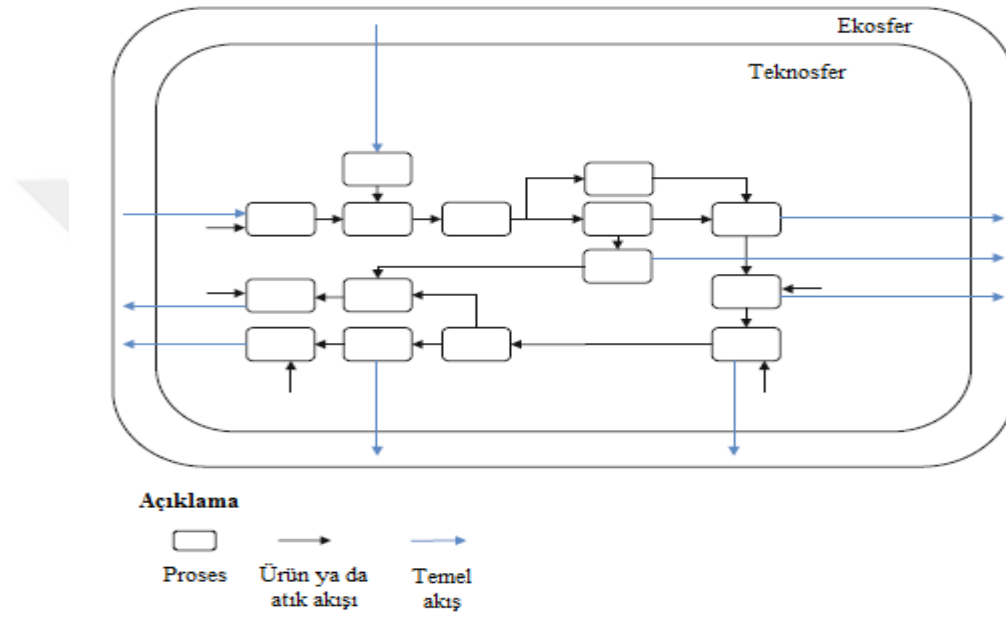 Ekosfer
Teknosfer
Açıklama
Proses
Ürün ya da
atık akışı
Temel
akış